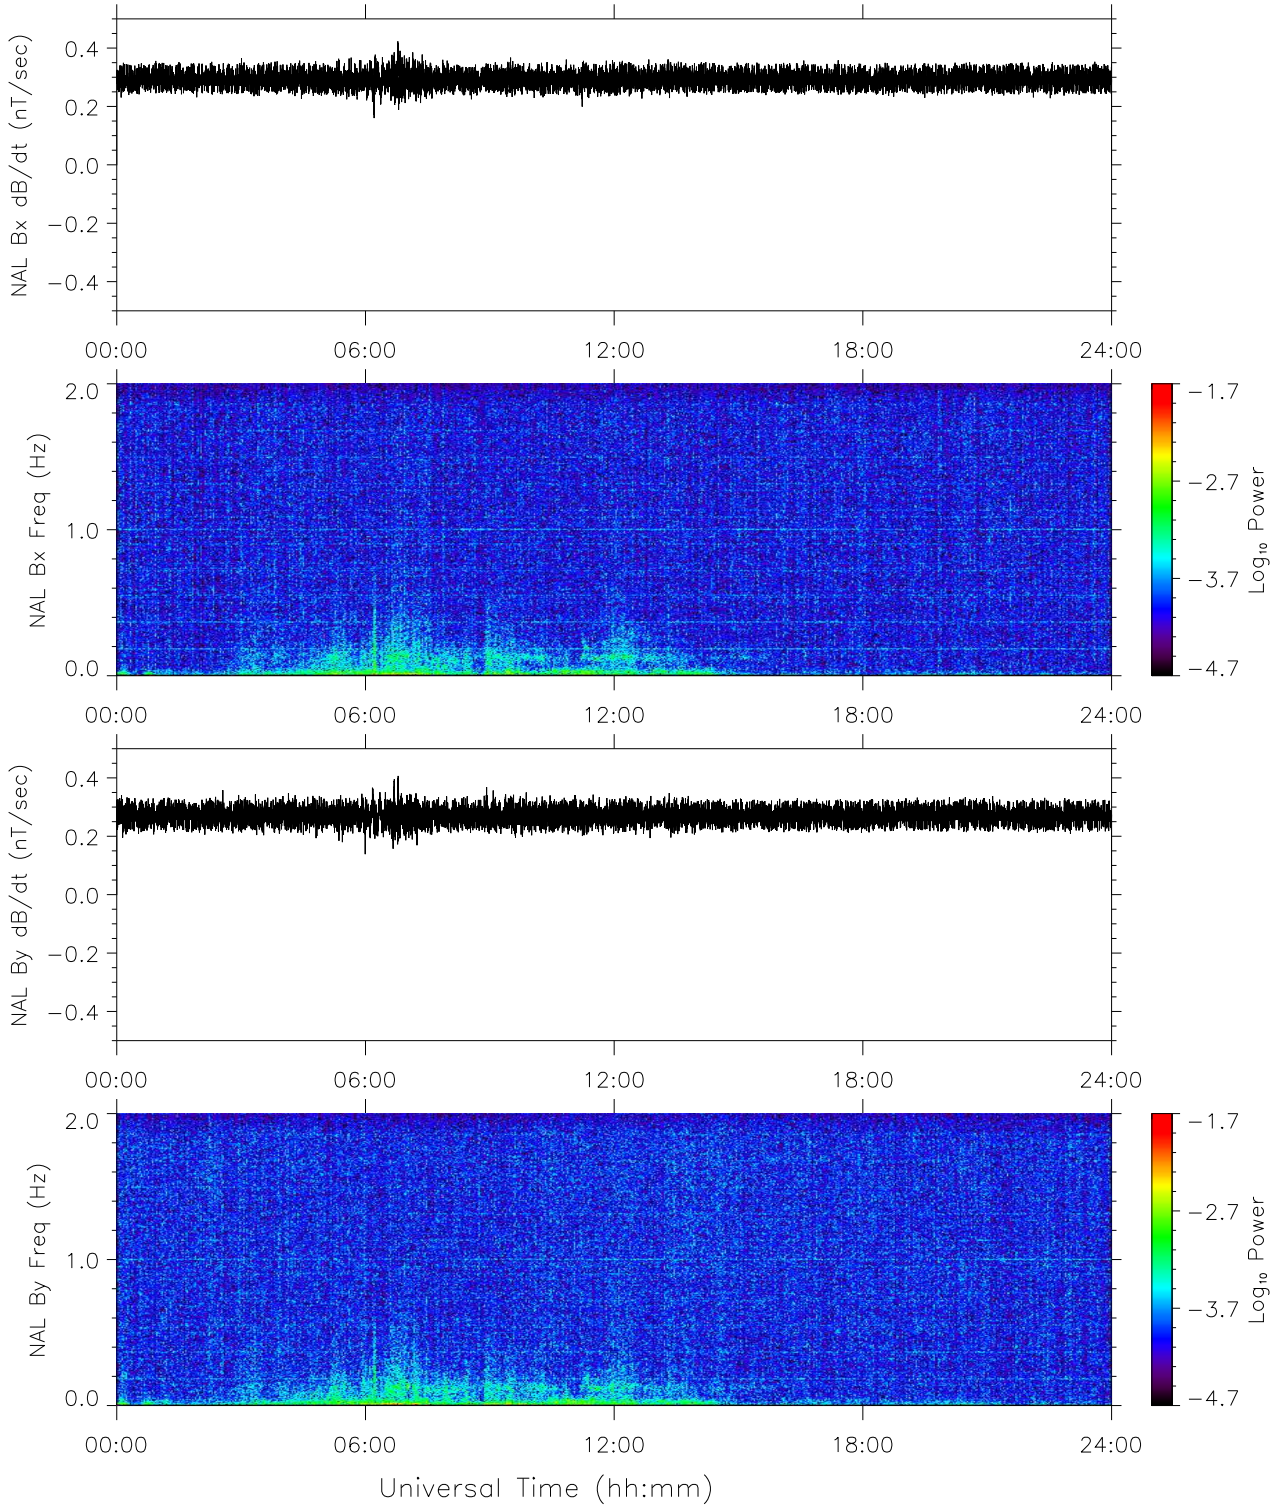 0.4
0.2
0.0
−0.2
−0.4
NAL Bx dB/dt (nT/sec)
00:00 06:00 12:00 18:00 24:00
2.0
1.0
0.0
NAL Bx Freq (Hz)
−1.7
−2.7
−3.7
−4.7
Log₁₀ Power
00:00 06:00 12:00 18:00 24:00
0.4
0.2
0.0
−0.2
−0.4
NAL By dB/dt (nT/sec)
00:00 06:00 12:00 18:00 24:00
2.0
1.0
0.0
NAL By Freq (Hz)
−1.7
−2.7
−3.7
−4.7
Log₁₀ Power
00:00 06:00 12:00 18:00 24:00
Universal Time (hh:mm)